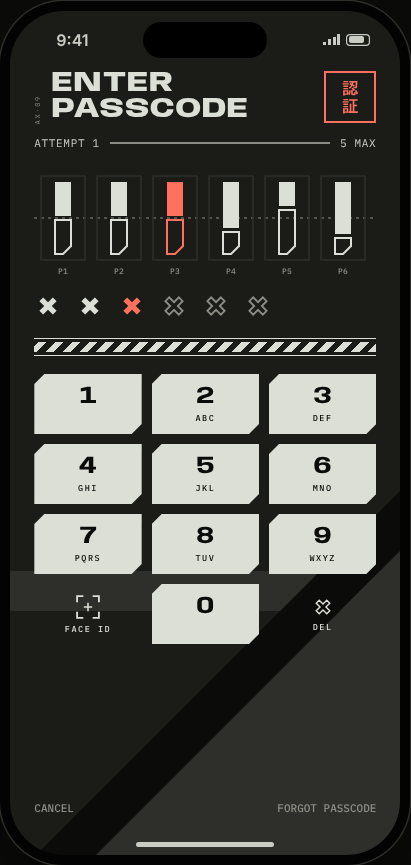 9:41
ENTER
PASSCODE
AX-09
認
証
ATTEMPT 1
5 MAX
P1
P2
P3
P4
P5
P6
1
2
ABC
3
DEF
4
GHI
5
JKL
6
MNO
7
PQRS
8
TUV
9
WXYZ
FACE ID
0
DEL
CANCEL
FORGOT PASSCODE